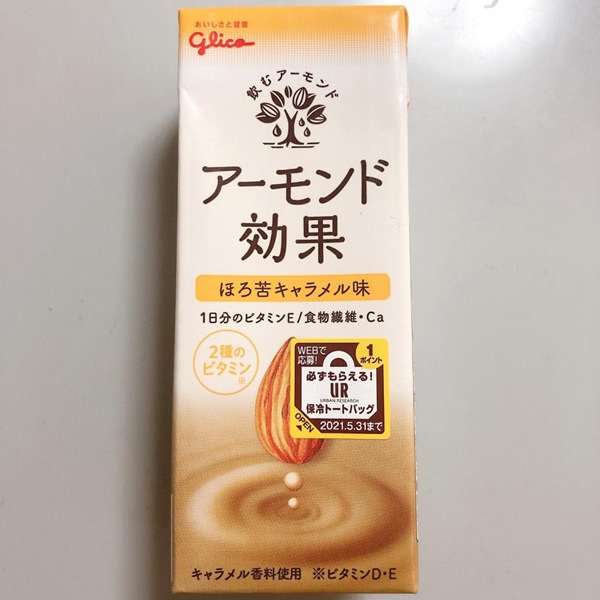 おいしさと健康
glico
飲むアーモンド
アーモンド
効果
ほろ苦キャラメル味
1日分のビタミンE/食物繊維・Ca
2種の
ビタミン※
WEBで
応募!
1
ポイント
必ずもらえる!
UR
URBAN RESEARCH
保冷トートバッグ
OPEN
2021.5.31まで
キャラメル香料使用 ※ビタミンD・E